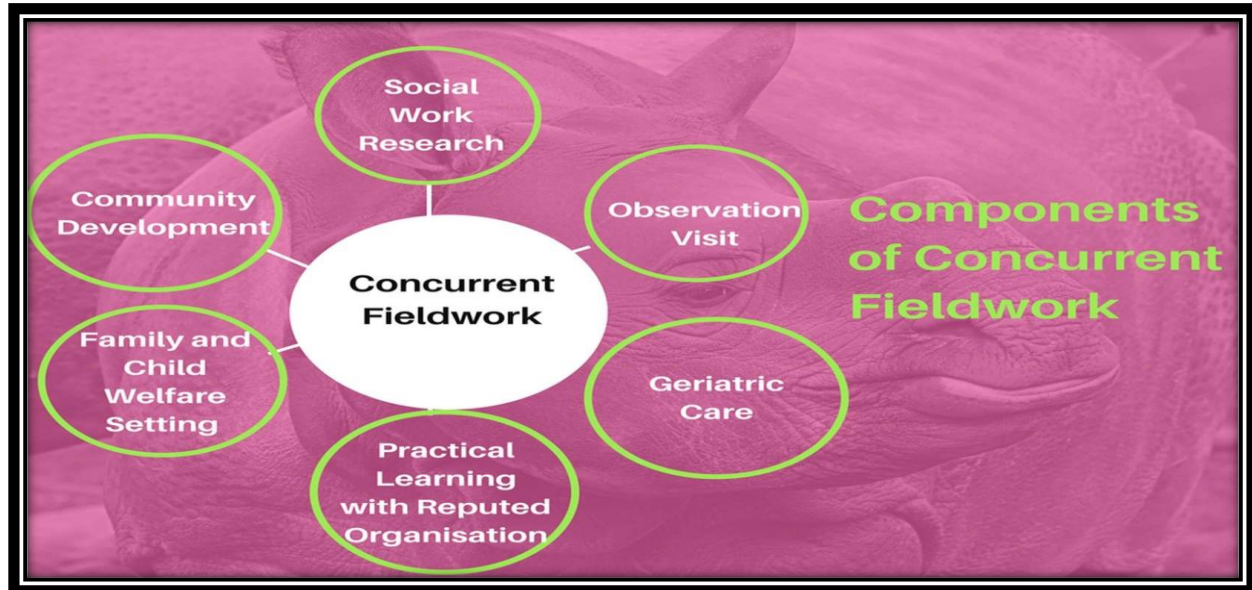 Social
Work
Research
Community
Development
Observation
Visit
Components
of Concurrent
Fieldwork
Concurrent
Fieldwork
Family and
Child
Welfare
Setting
Geriatric
Care
Practical
Learning
with Reputed
Organisation